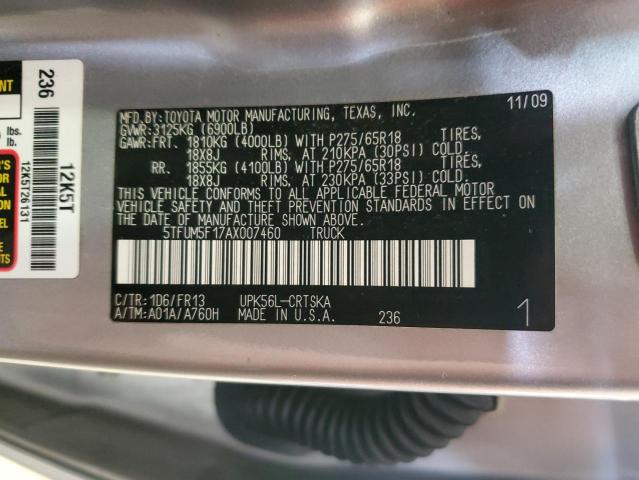 MFD.BY:TOYOTA MOTOR MANUFACTURING, TEXAS, INC. 11/09
GVWR: 3125KG (6900LB)
GAWR:FRT. 1810KG (4000LB) WITH P275/65R18 TIRES,
18X8J RIMS, AT 210KPA (30PSI) COLD.
RR. 1855KG (4100LB) WITH P275/65R18 TIRES,
18X8J RIMS, AT 230KPA (33PSI) COLD.
THIS VEHICLE CONFORMS TO ALL APPLICABLE FEDERAL MOTOR
VEHICLE SAFETY AND THEFT PREVENTION STANDARDS IN EFFECT ON
THE DATE OF MANUFACTURE SHOWN ABOVE.
5TFUM5F17AX007460 TRUCK
C/TR: 1D6/FR13 UPK56L-CRTSKA
A/TM: A01A/A760H MADE IN U.S.A. 236 1
236
12K5T
12K5T26131
lbs.
Lb.